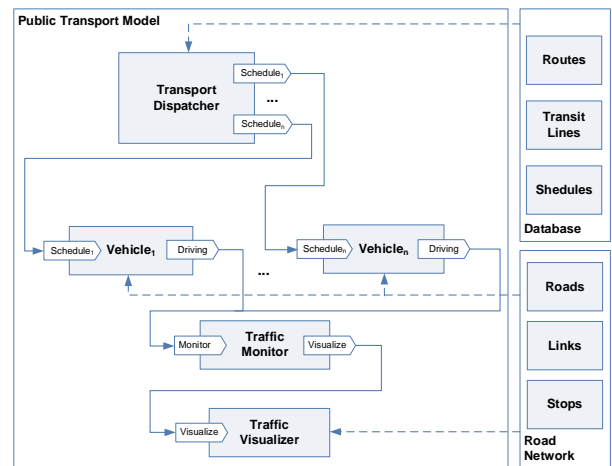 Public Transport Model
Transport
Dispatcher
Schedule1
...
Schedulen
Routes
Transit
Lines
Shedules
Database
Schedule1
Vehicle1
Driving
...
Schedulen
Vehiclen
Driving
Roads
Links
Stops
Road
Network
Monitor
Traffic
Monitor
Visualize
Visualize
Traffic
Visualizer